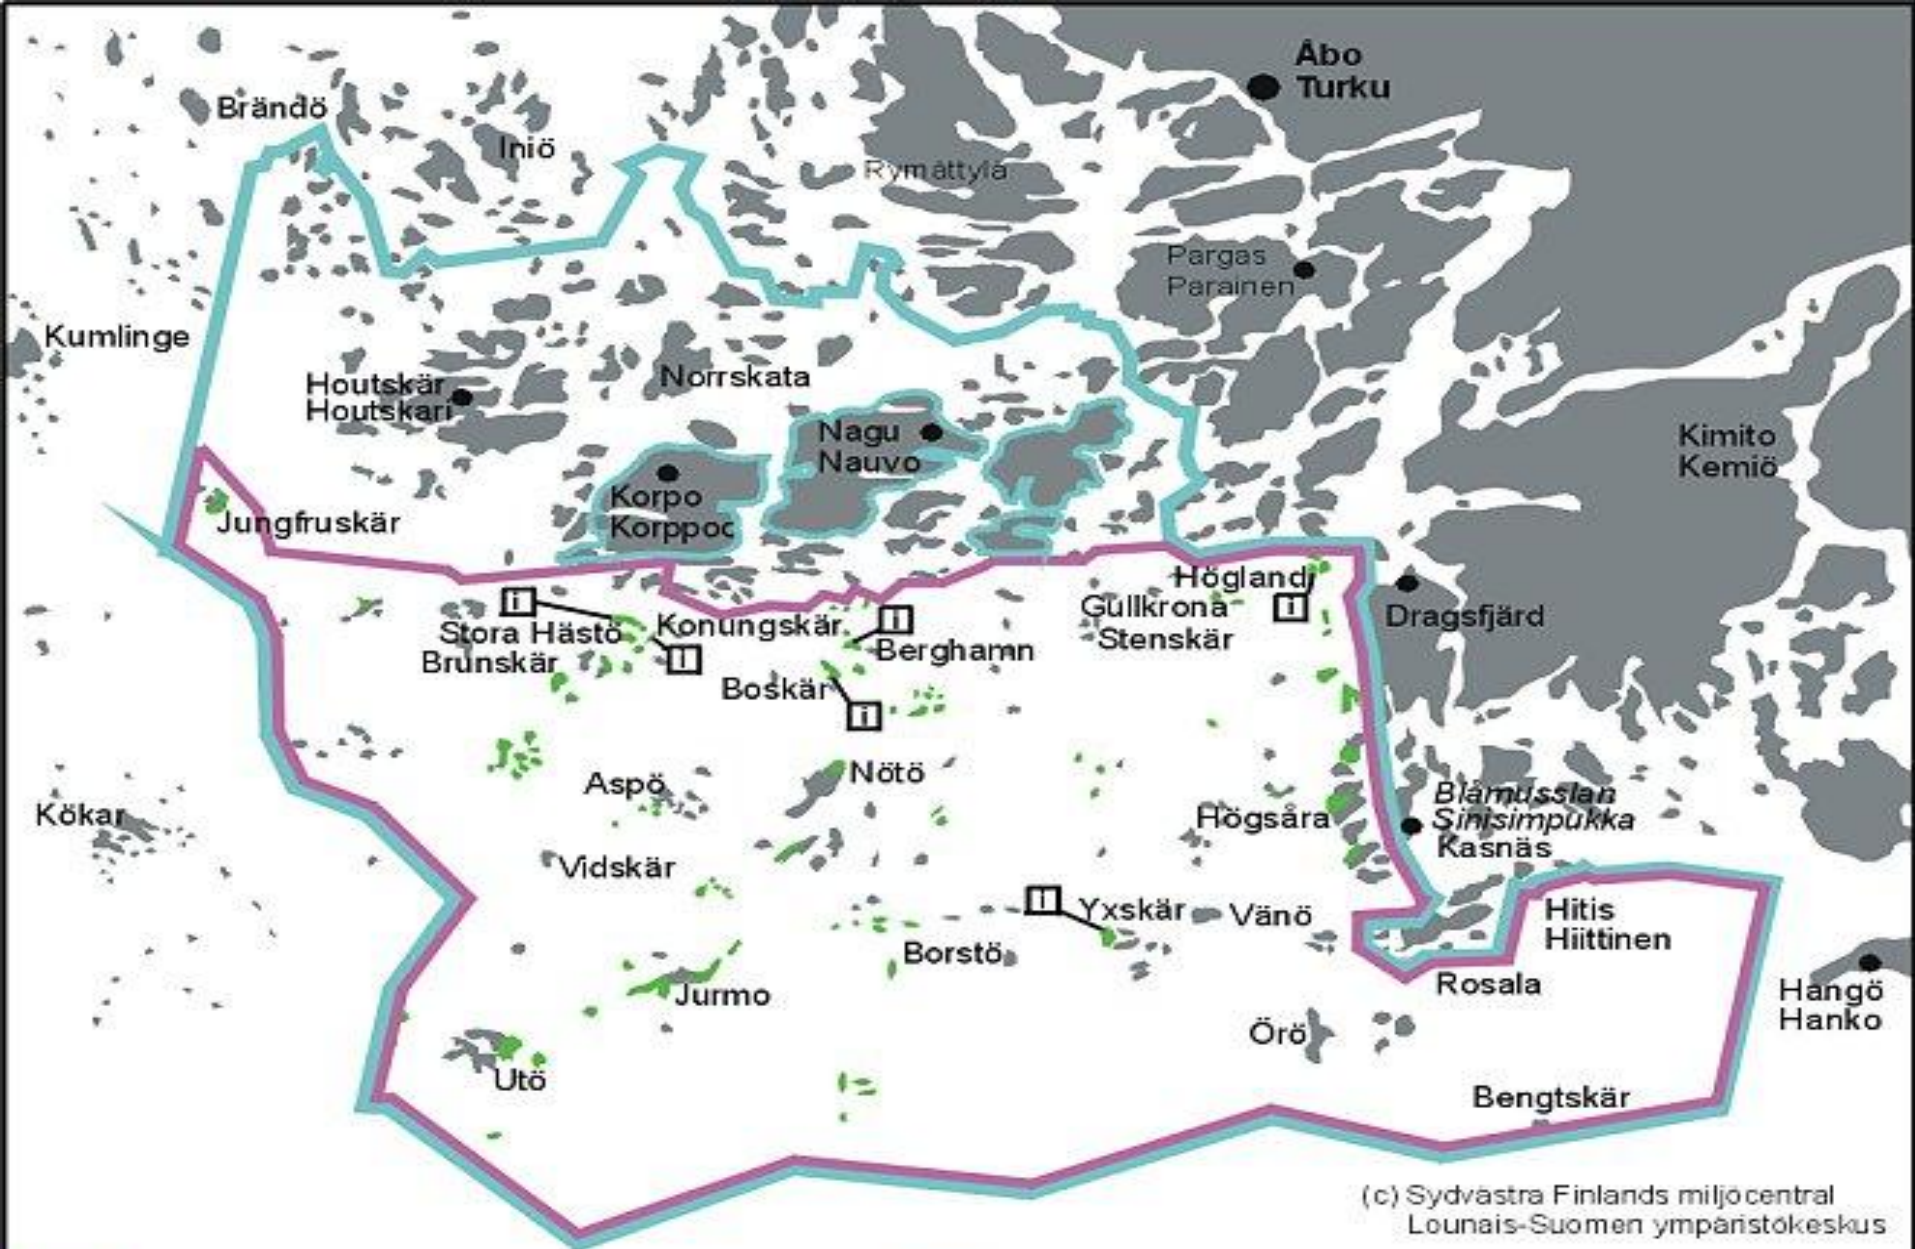 Åbo
Turku
Brändö
Iniö
Rymättylä
Pargas
Parainen
Kumlinge
Houtskär
Houtskari
Norrskata
Nagu
Nauvo
Kimito
Kemiö
Korpo
Korppoo
Jungfruskär
Högland
i
i
Gullkrona
i
Stenskär
Dragsfjärd
Stora Hästö
Konungskär
Brunskär
i
Berghamn
Boskär
i
Nötö
Aspö
Kökar
Högsåra
Blåmusslan
Sinisimpukka
Kasnäs
Vidskär
i
Yxskär
Vänö
Hitis
Hiittinen
Borstö
Rosala
Jurmo
Hangö
Hanko
Örö
Utö
Bengtskär
(c) Sydvästra Finlands miljöcentral
Lounais-Suomen ympäristökeskus